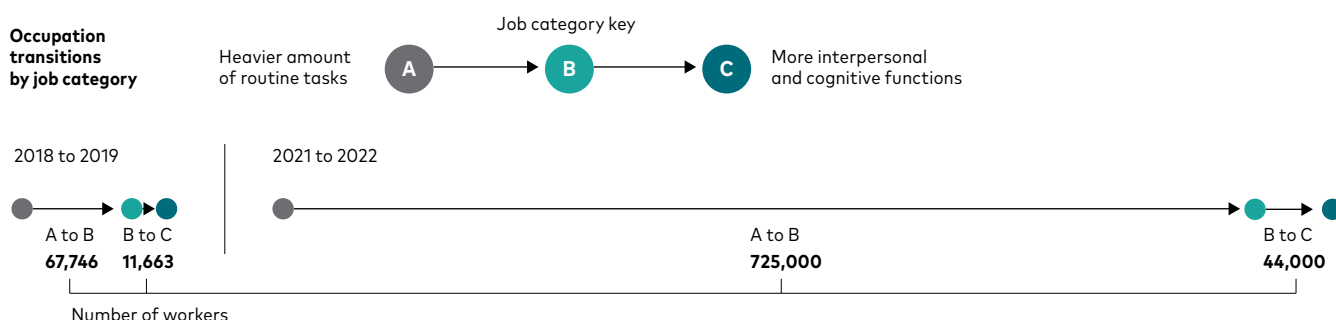 Occupation
transitions
by job category
Job category key
Heavier amount
of routine tasks
A
B
C
More interpersonal
and cognitive functions
2018 to 2019
2021 to 2022
A to B
B to C
A to B
B to C
67,746
11,663
725,000
44,000
Number of workers